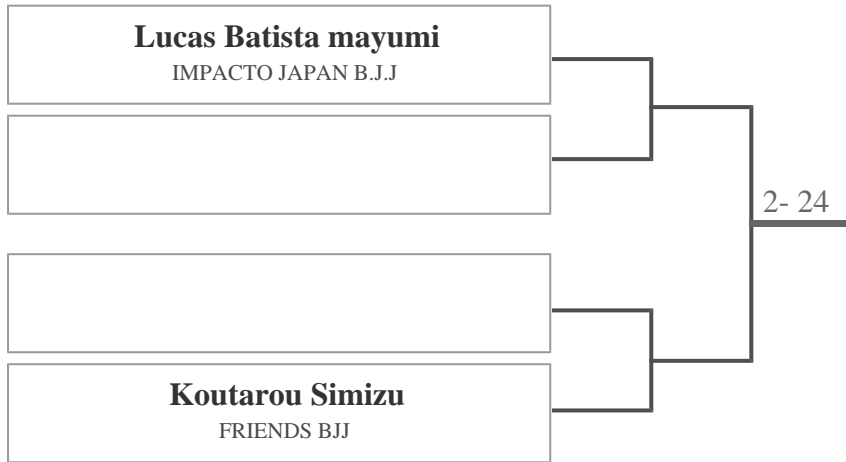 Lucas Batista mayumi
IMPACTO JAPAN B.J.J
2- 24
Koutarou Simizu
FRIENDS BJJ